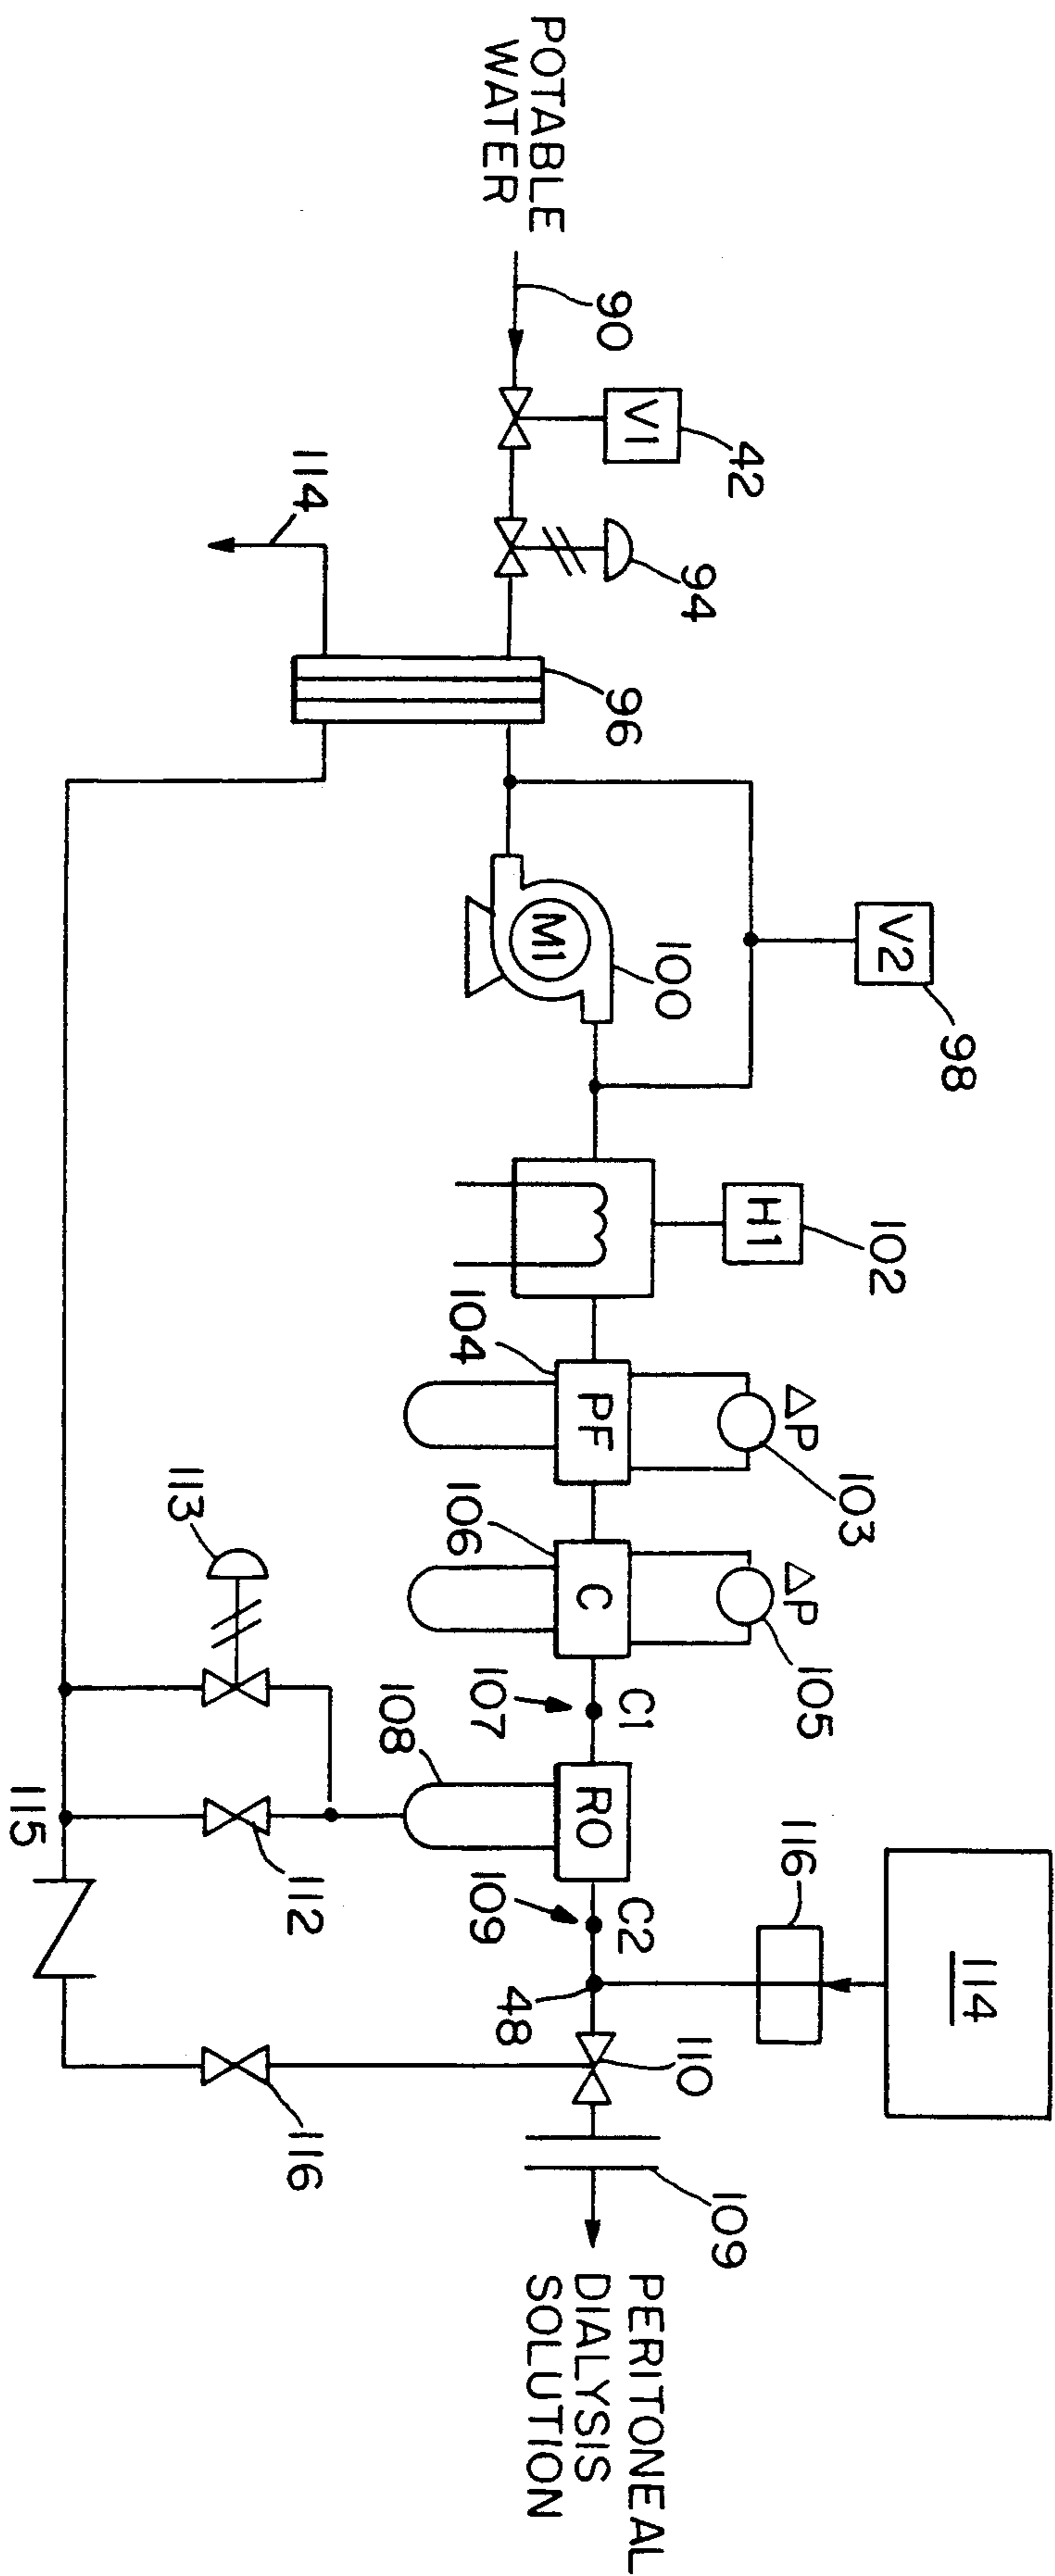 POTABLE
WATER
90
V1
42
94
114
96
V2
98
M1
100
H1
102
104
PF
ΔP
103
106
C
ΔP
105
113
107
C1
108
RO
115
112
109
C2
116
114
48
110
116
109
PERITONEAL
DIALYSIS
SOLUTION